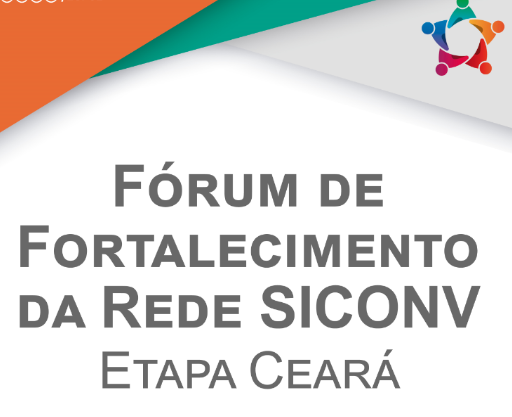 Fórum de
Fortalecimento
da Rede SICONV
Etapa Ceará